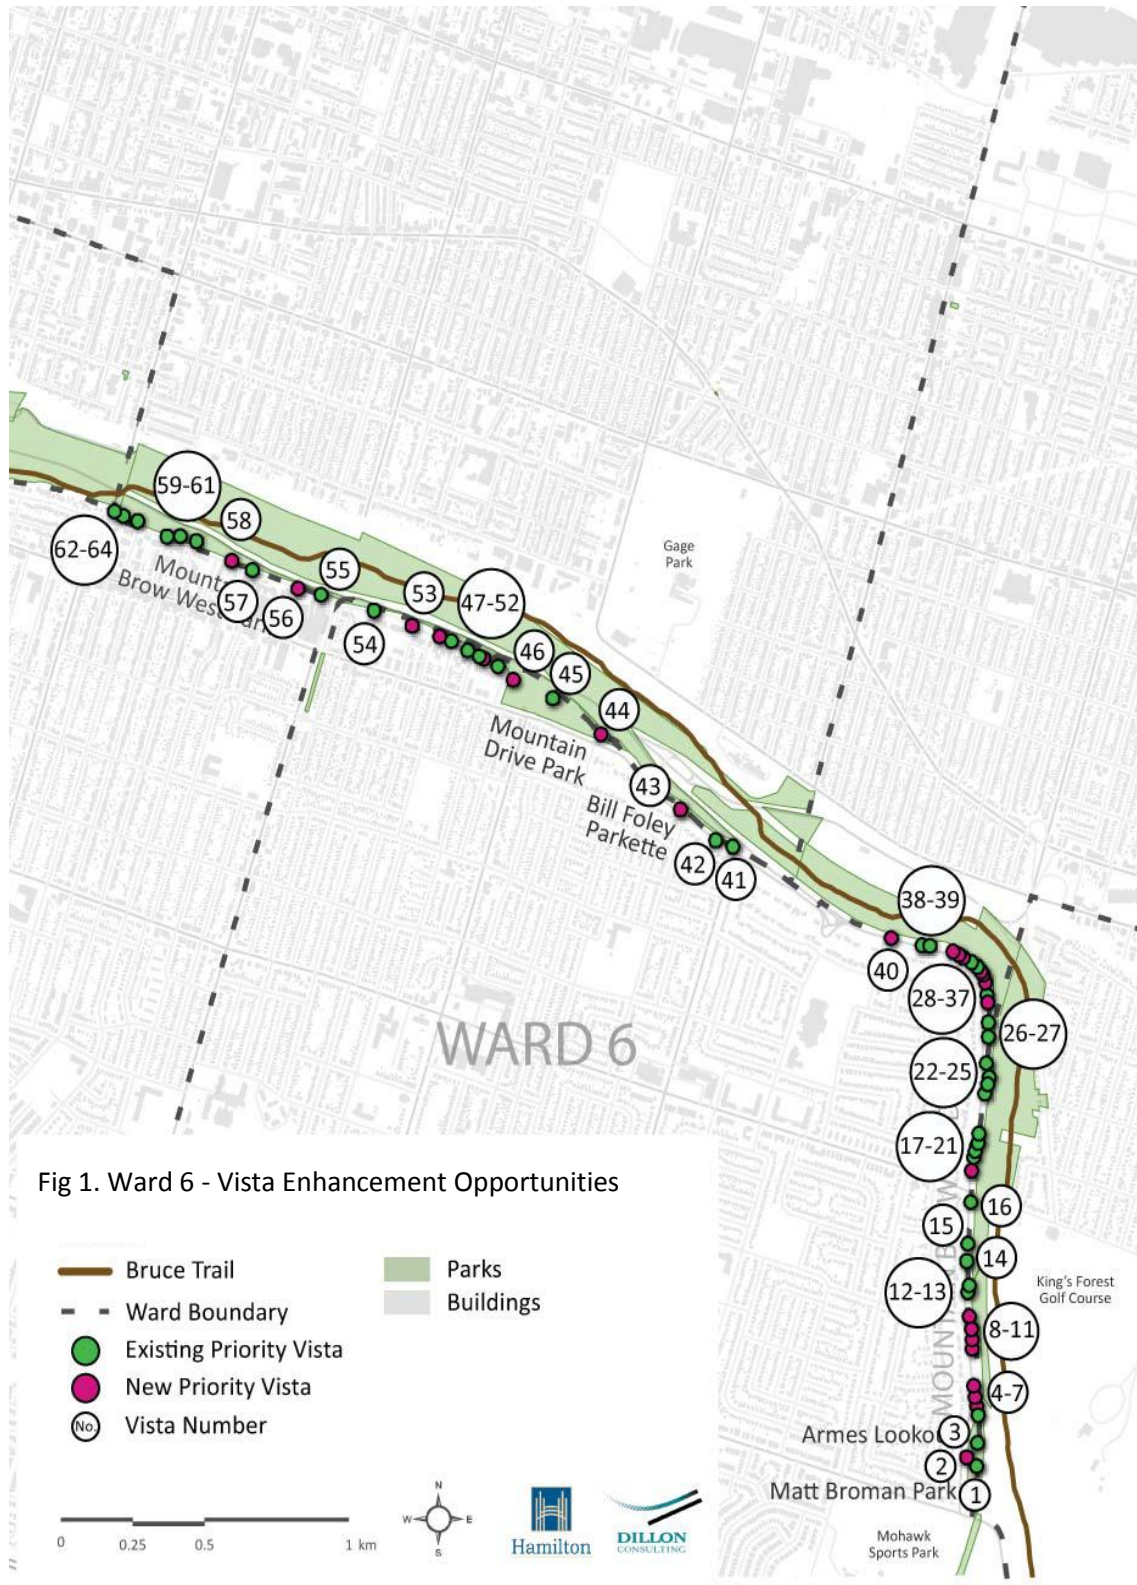 59-61
58
62-64
55
53
47-52
Gage
Park
57
56
54
46
45
44
Mountain
Drive Park
43
Bill Foley
Parkette
42
41
38-39
40
28-37
26-27
WARD 6
22-25
17-21
Fig 1. Ward 6 - Vista Enhancement Opportunities
16
15
14
12-13
King's Forest
Golf Course
8-11
4-7
3
2
Matt Broman Park
1
Mohawk
Sports Park
Bruce Trail
Parks
Ward Boundary
Buildings
Existing Priority Vista
New Priority Vista
No.
Vista Number
N
W
E
S
0
0.25
0.5
1 km
Hamilton
DILLON
CONSULTING
Armes
Brow